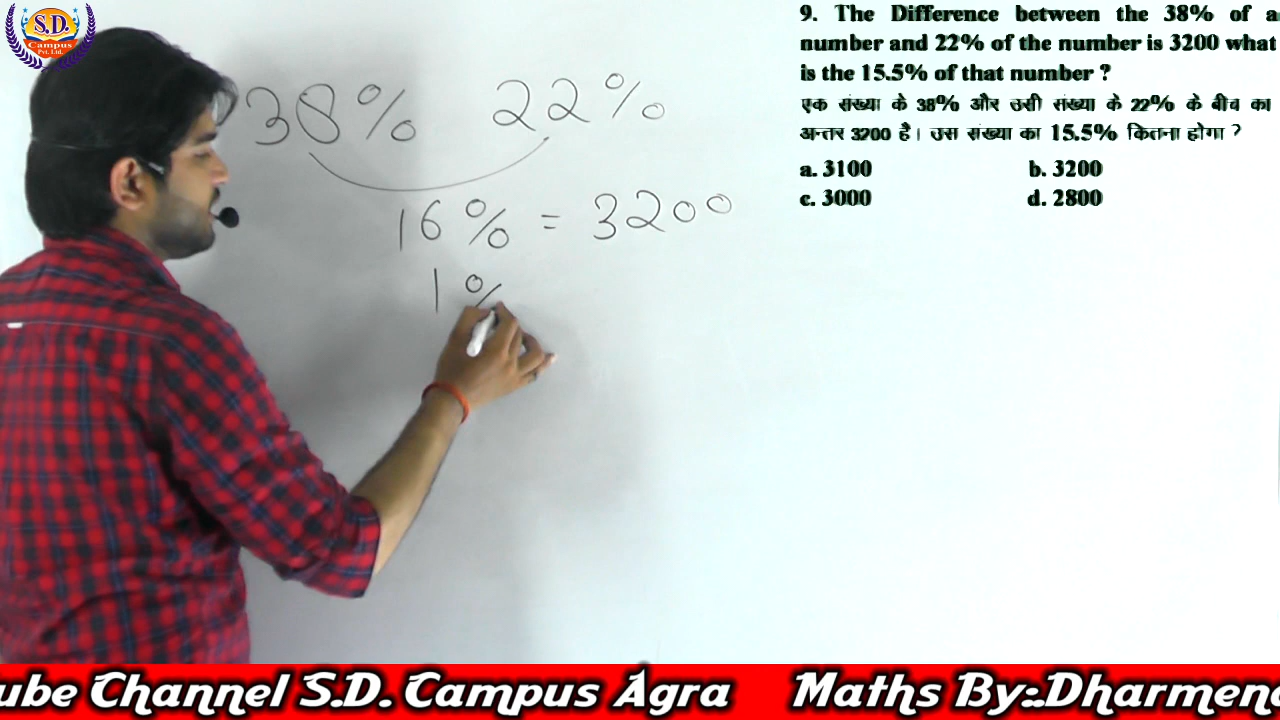 S.D.
Campus
Pvt. Ltd.
38% 22%
16% = 3200
1%
9. The Difference between the 38% of a
number and 22% of the number is 3200 what
is the 15.5% of that number ?
एक संख्या के 38% और उसी संख्या के 22% के बीच का
अन्तर 3200 है। उस संख्या का 15.5% कितना होगा ?
a. 3100 b. 3200
c. 3000 d. 2800
ube Channel S.D. Campus Agra Maths By:.Dharmend